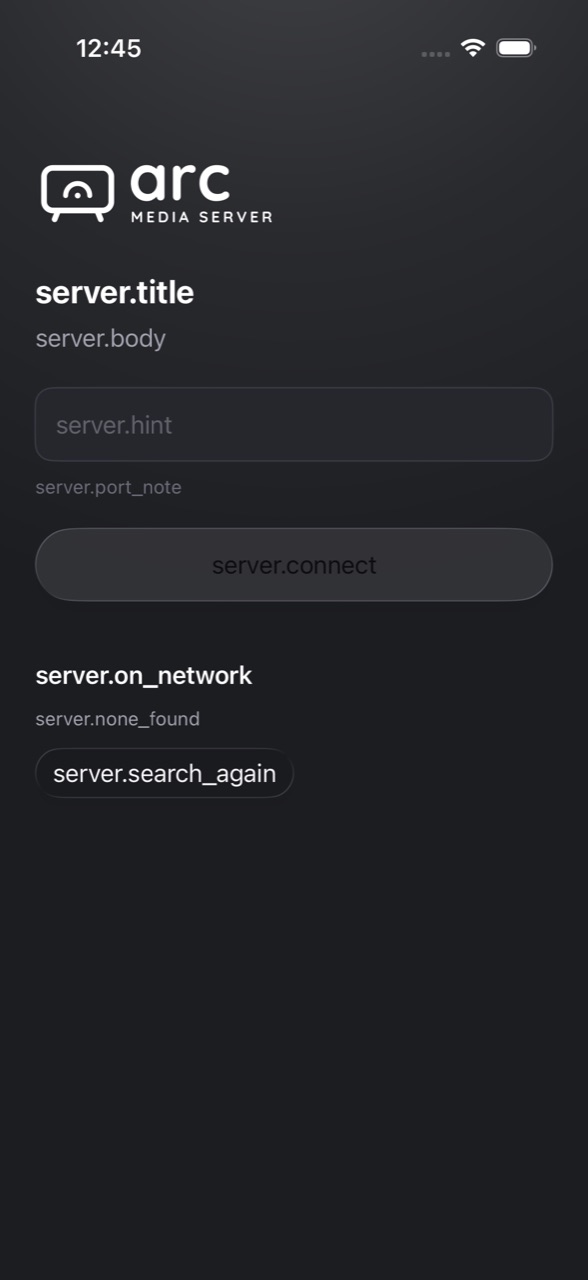 12:45
arc
MEDIA SERVER
server.title
server.body
server.hint
server.port_note
server.connect
server.on_network
server.none_found
server.search_again